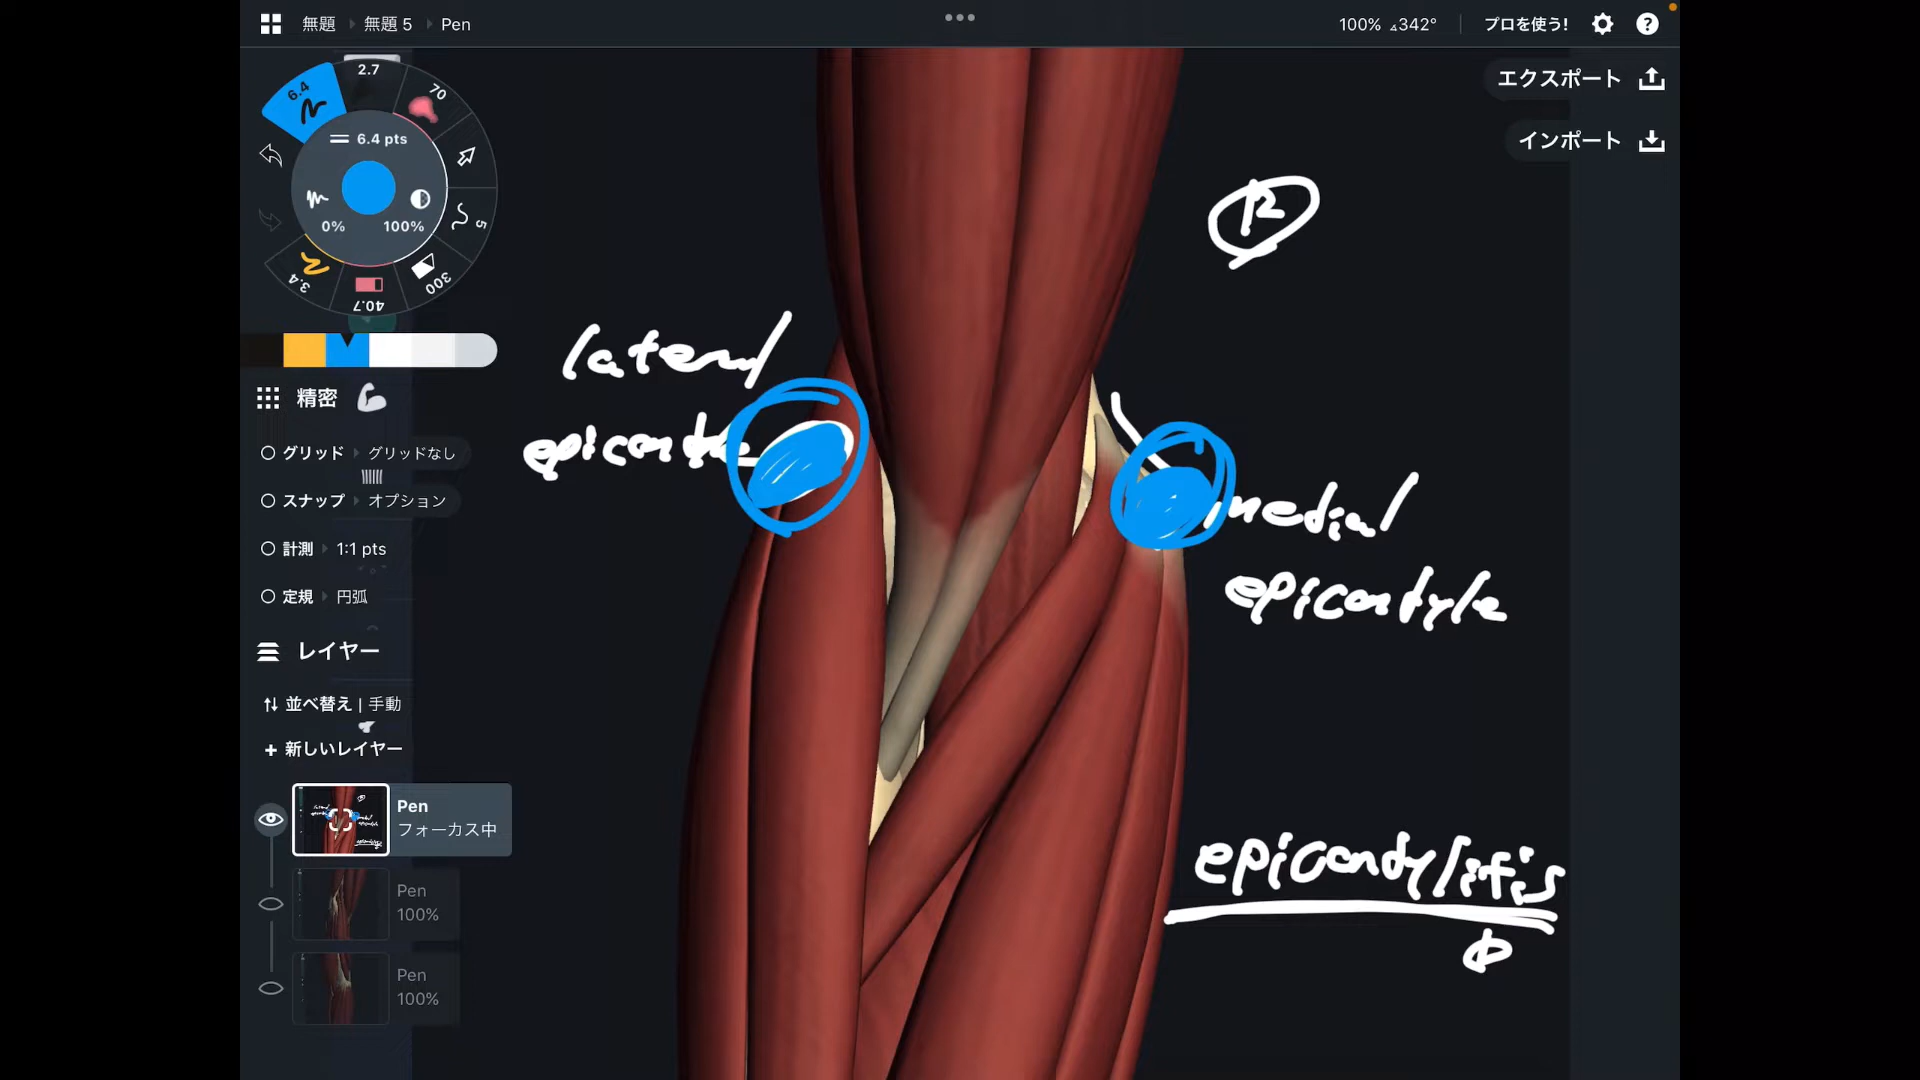 無題 無題 5 Pen
100% 342° プロを使う!
エクスポート
インポート
2.7
6.4
70
6.4 pts
0% 100%
5
3.4
40.7
300
R
lateral
epicondyle
medial
epicondyle
epicondylitis
精密
グリッド グリッドなし
スナップ オプション
計測 1:1 pts
定規 円弧
レイヤー
並べ替え | 手動
+ 新しいレイヤー
Pen
フォーカス中
Pen
100%
Pen
100%